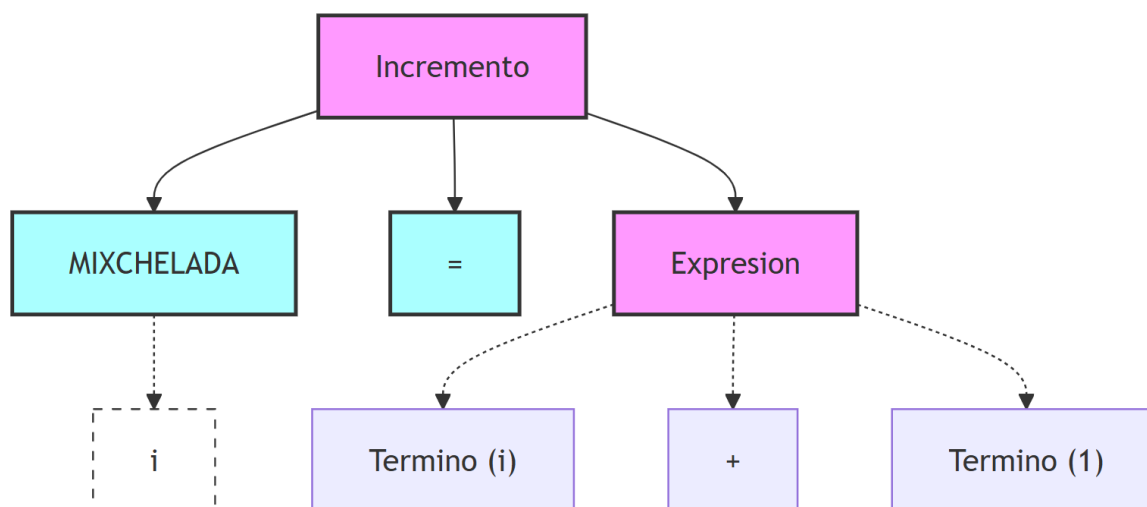 Incremento
MIXCHELADA
=
Expresion
i
Termino (i)
+
Termino (1)